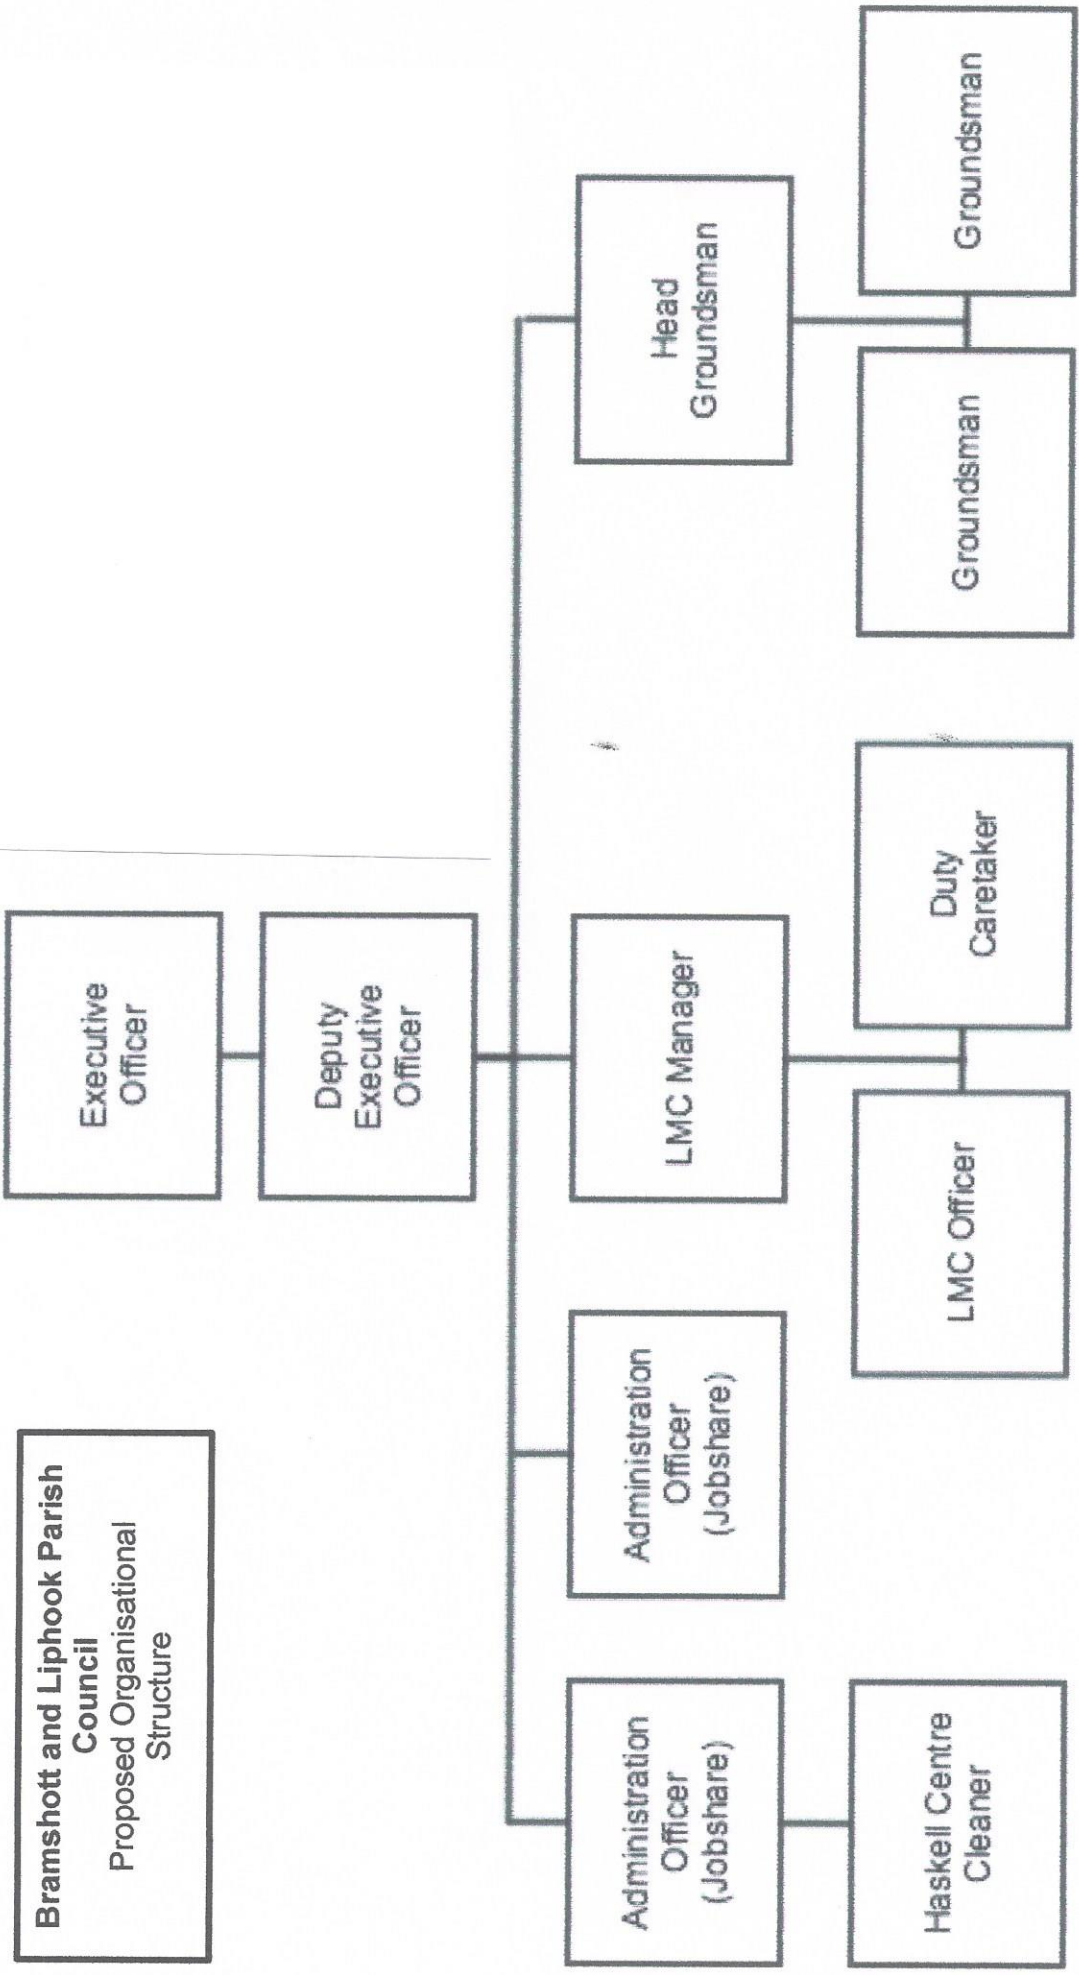 Bramshott and Liphook Parish
Council
Proposed Organisational
Structure
Executive
Officer
Deputy
Executive
Officer
Administration
Officer
(Jobshare)
Administration
Officer
(Jobshare)
LMC Manager
Head
Groundsman
Haskell Centre
Cleaner
LMC Officer
Duty
Caretaker
Groundsman
Groundsman